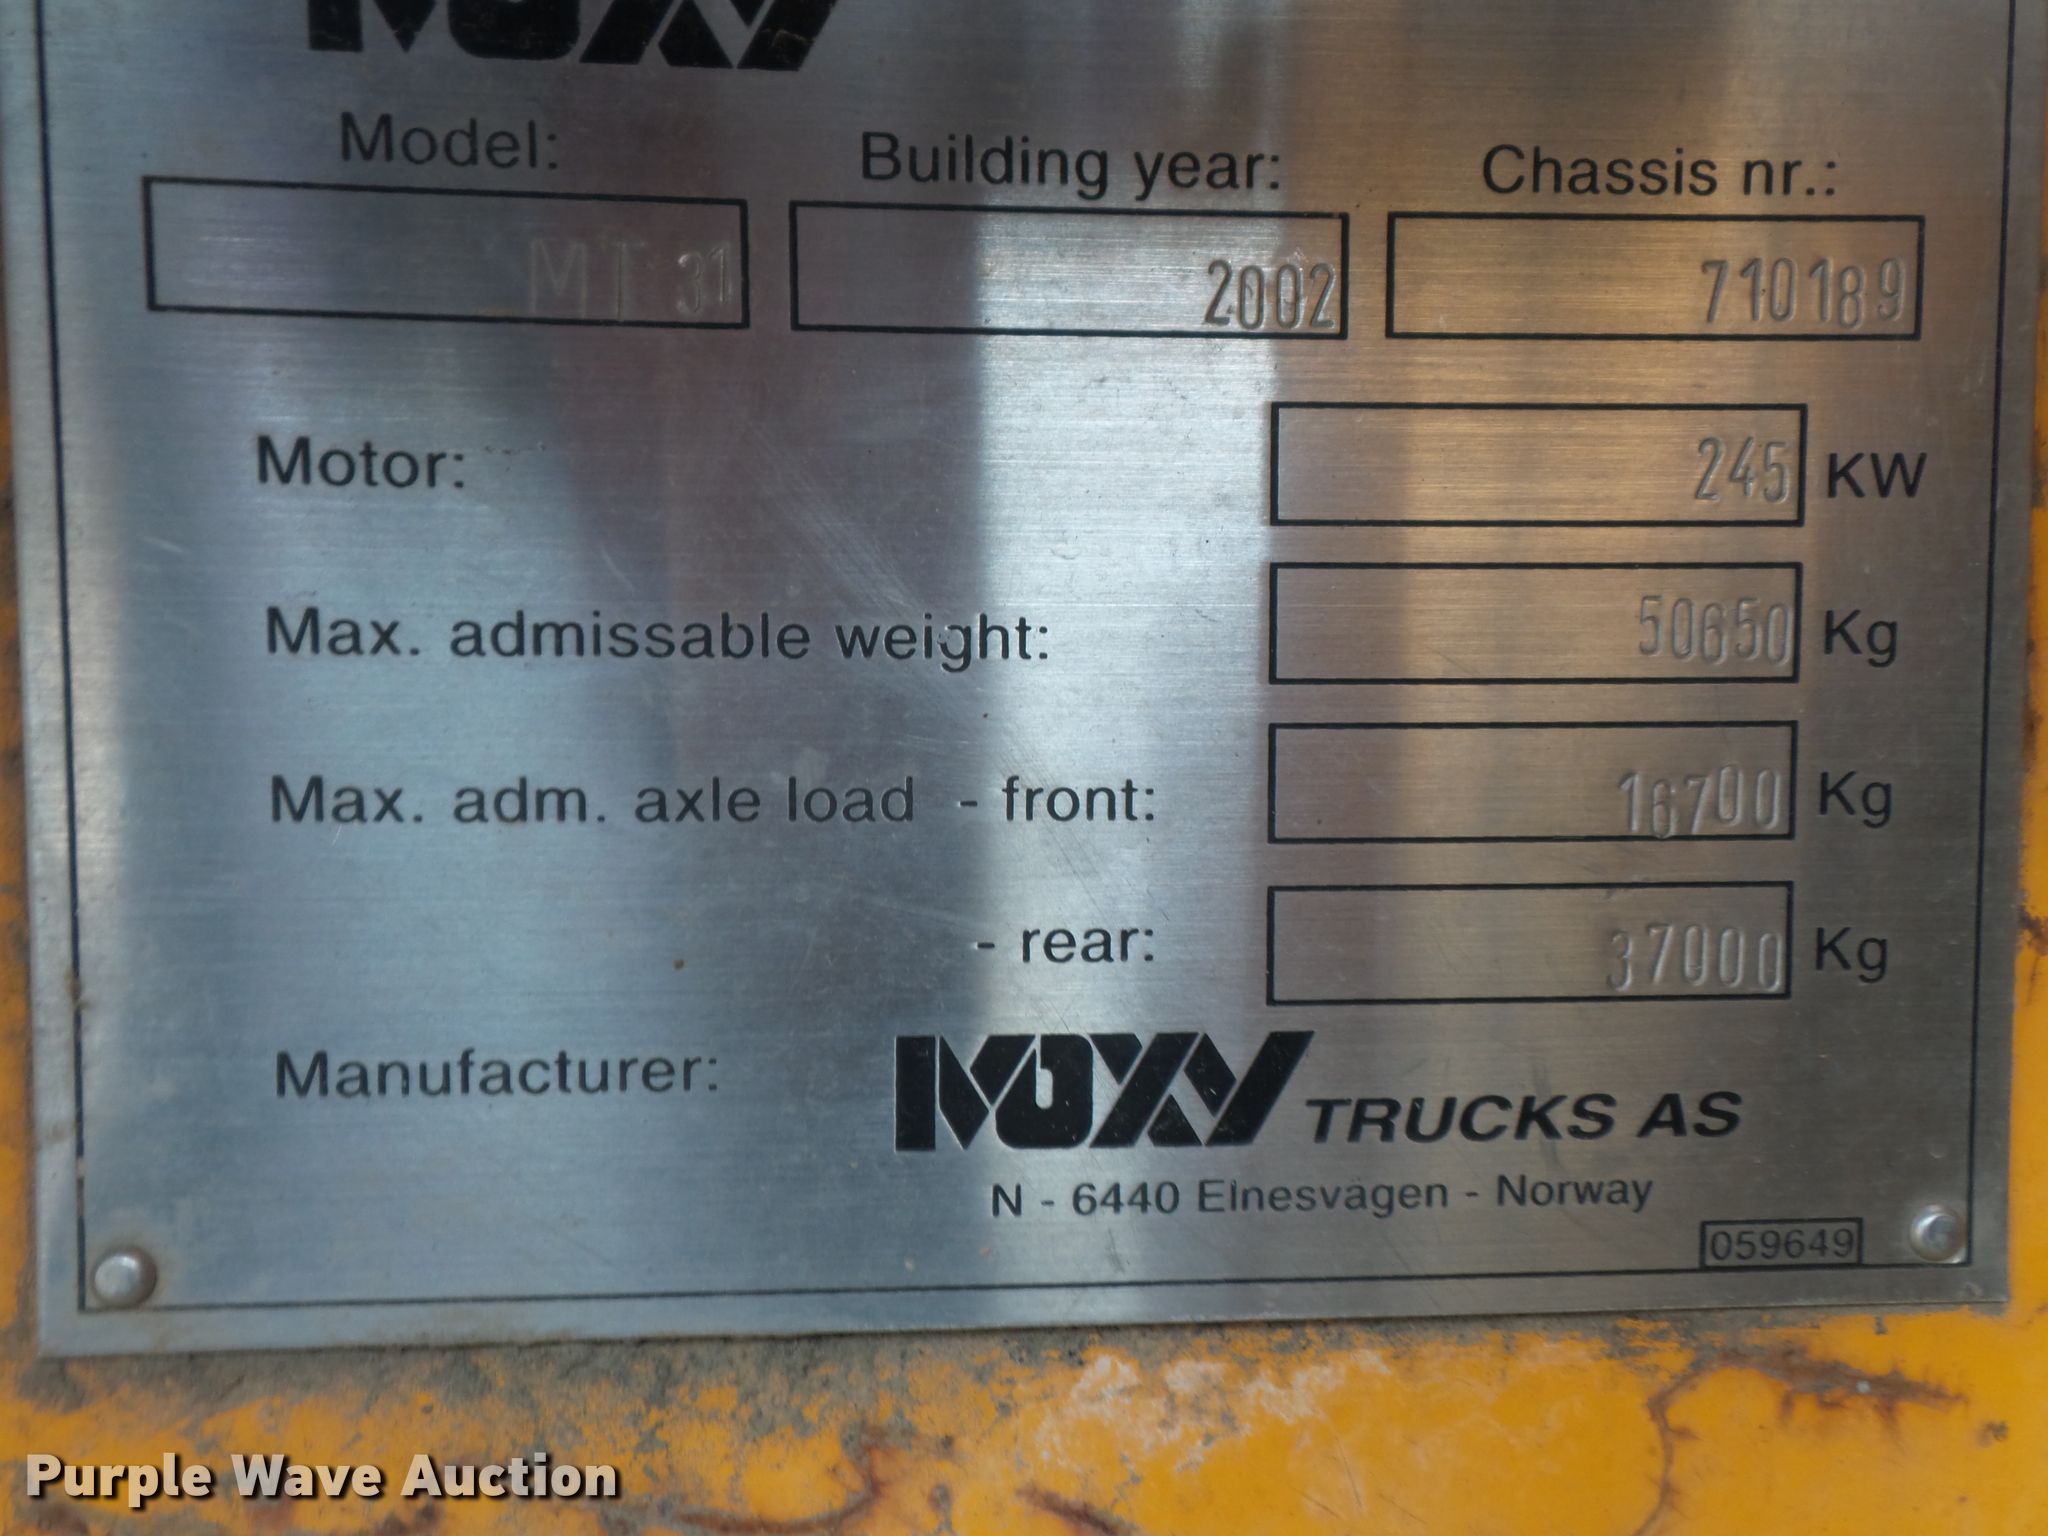 MOXY
Model: Building year: Chassis nr.:
MT 31 2002 710189
Motor: 245 KW
Max. admissable weight: 50650 Kg
Max. adm. axle load - front: 16700 Kg
- rear: 37000 Kg
Manufacturer: MOXY TRUCKS AS
N - 6440 Elnesvågen - Norway
059649
Purple Wave Auction